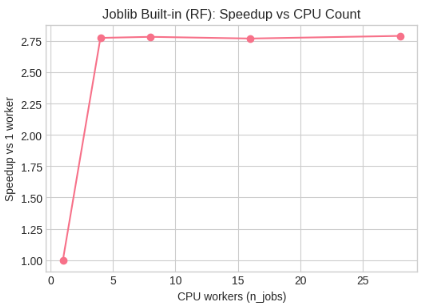 Joblib Built-in (RF): Speedup vs CPU Count
Speedup vs 1 worker
2.75
2.50
2.25
2.00
1.75
1.50
1.25
1.00
0 5 10 15 20 25
CPU workers (n_jobs)